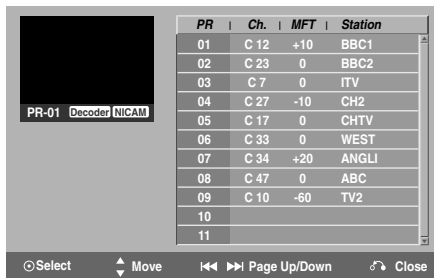 PR Ch. MFT Station
01 C 12 +10 BBC1
02 C 23 0 BBC2
03 C 7 0 ITV
04 C 27 -10 CH2
05 C 17 0 CHTV
06 C 33 0 WEST
07 C 34 +20 ANGLI
08 C 47 0 ABC
09 C 10 -60 TV2
10
11
PR-01 Decoder NICAM
Select Move Page Up/Down Close